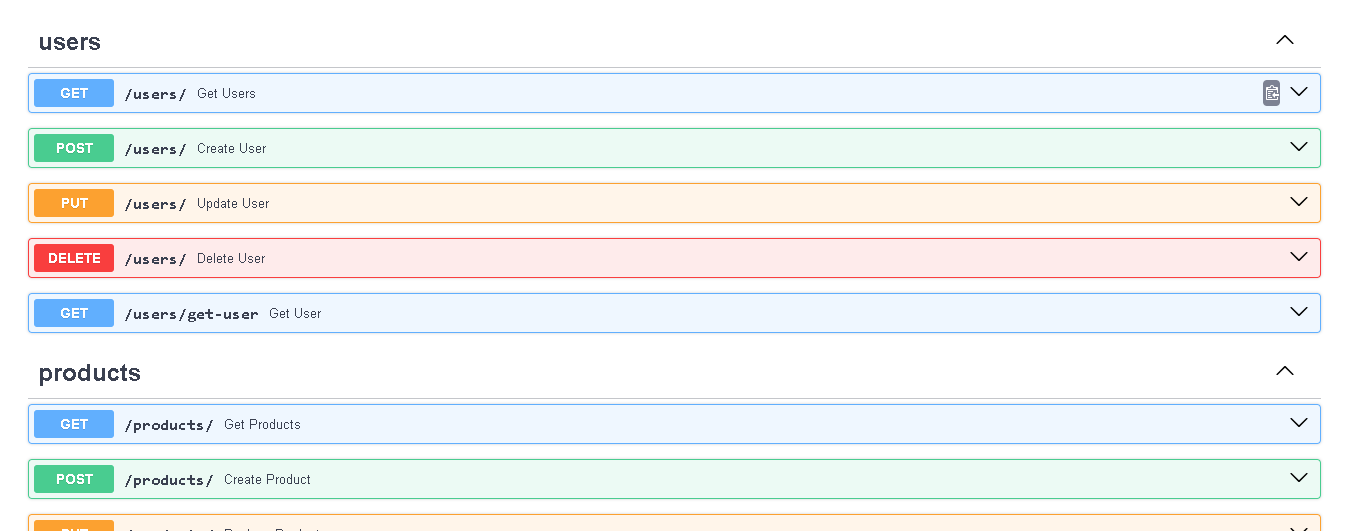 users
GET /users/ Get Users
POST /users/ Create User
PUT /users/ Update User
DELETE /users/ Delete User
GET /users/get-user Get User
products
GET /products/ Get Products
POST /products/ Create Product